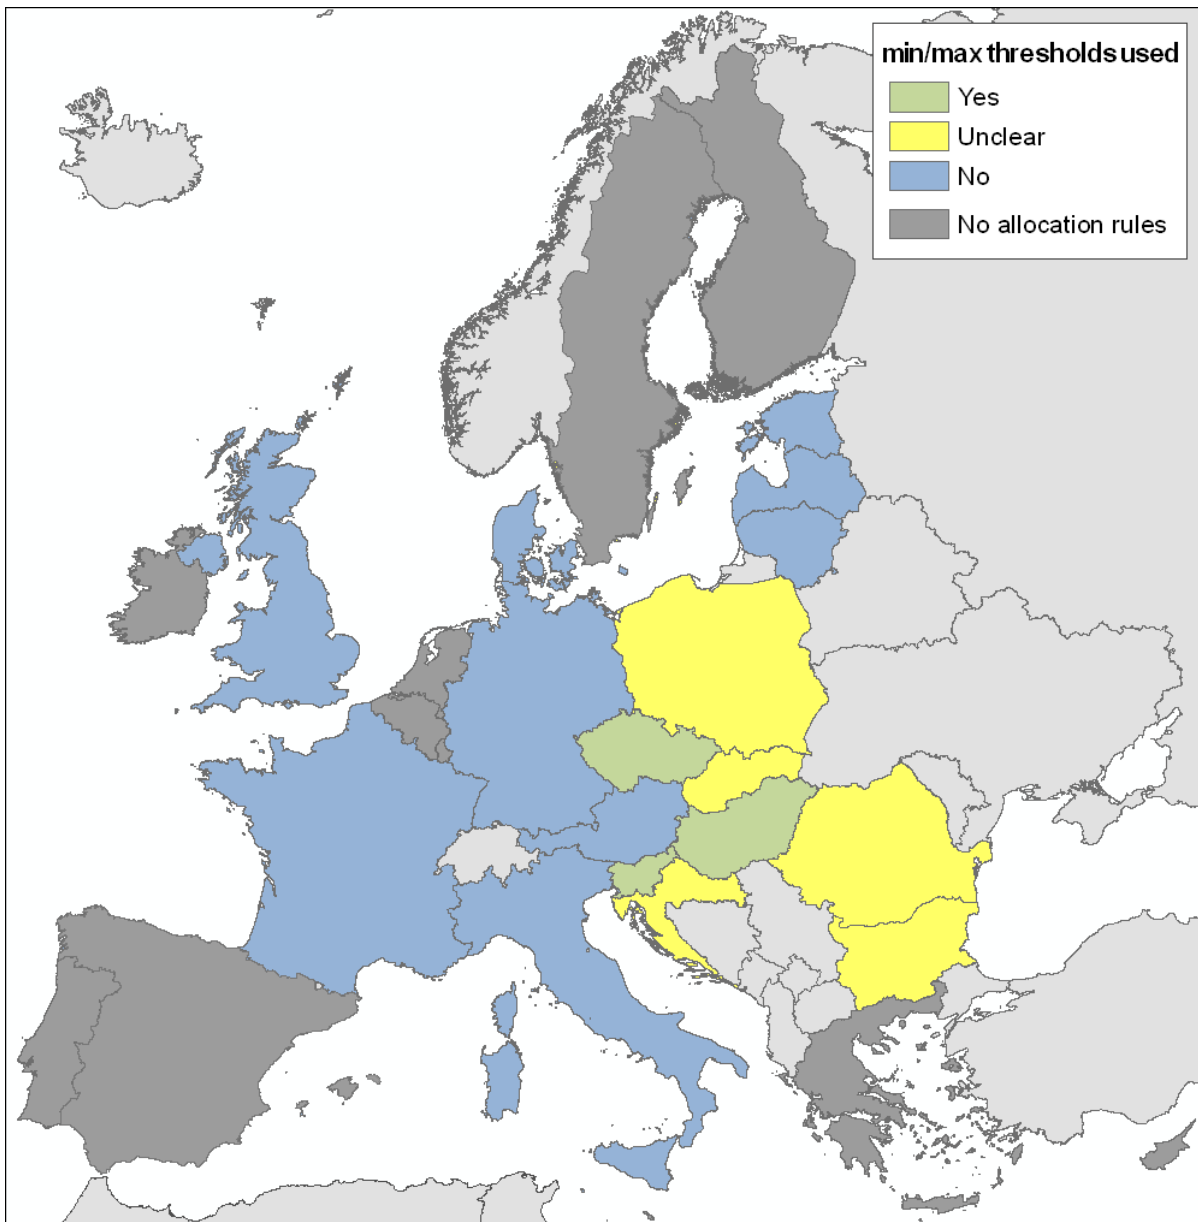 min/max thresholds used
Yes
Unclear
No
No allocation rules